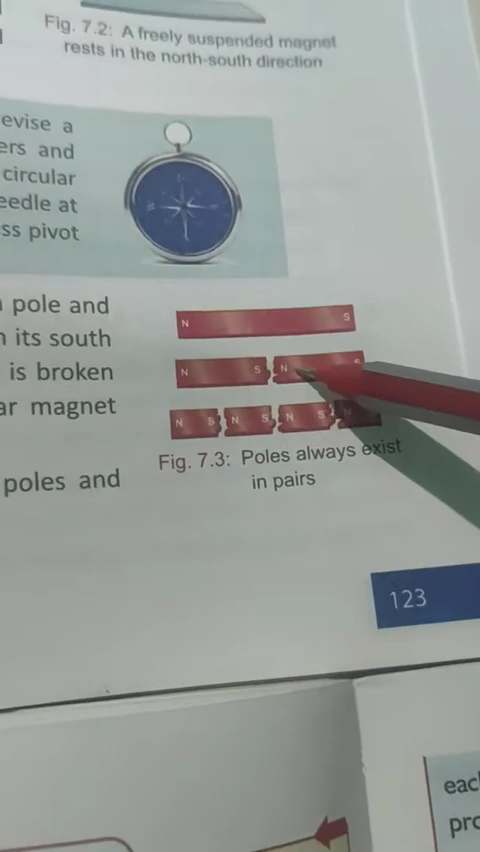 Fig. 7.2: A freely suspended magnet
rests in the north-south direction
evise a
ers and
circular
eedle at
ss pivot
pole and
its south
is broken
ar magnet
poles and
N S
N S N S
N S N S N S N
Fig. 7.3: Poles always exist
in pairs
123
eac
pro